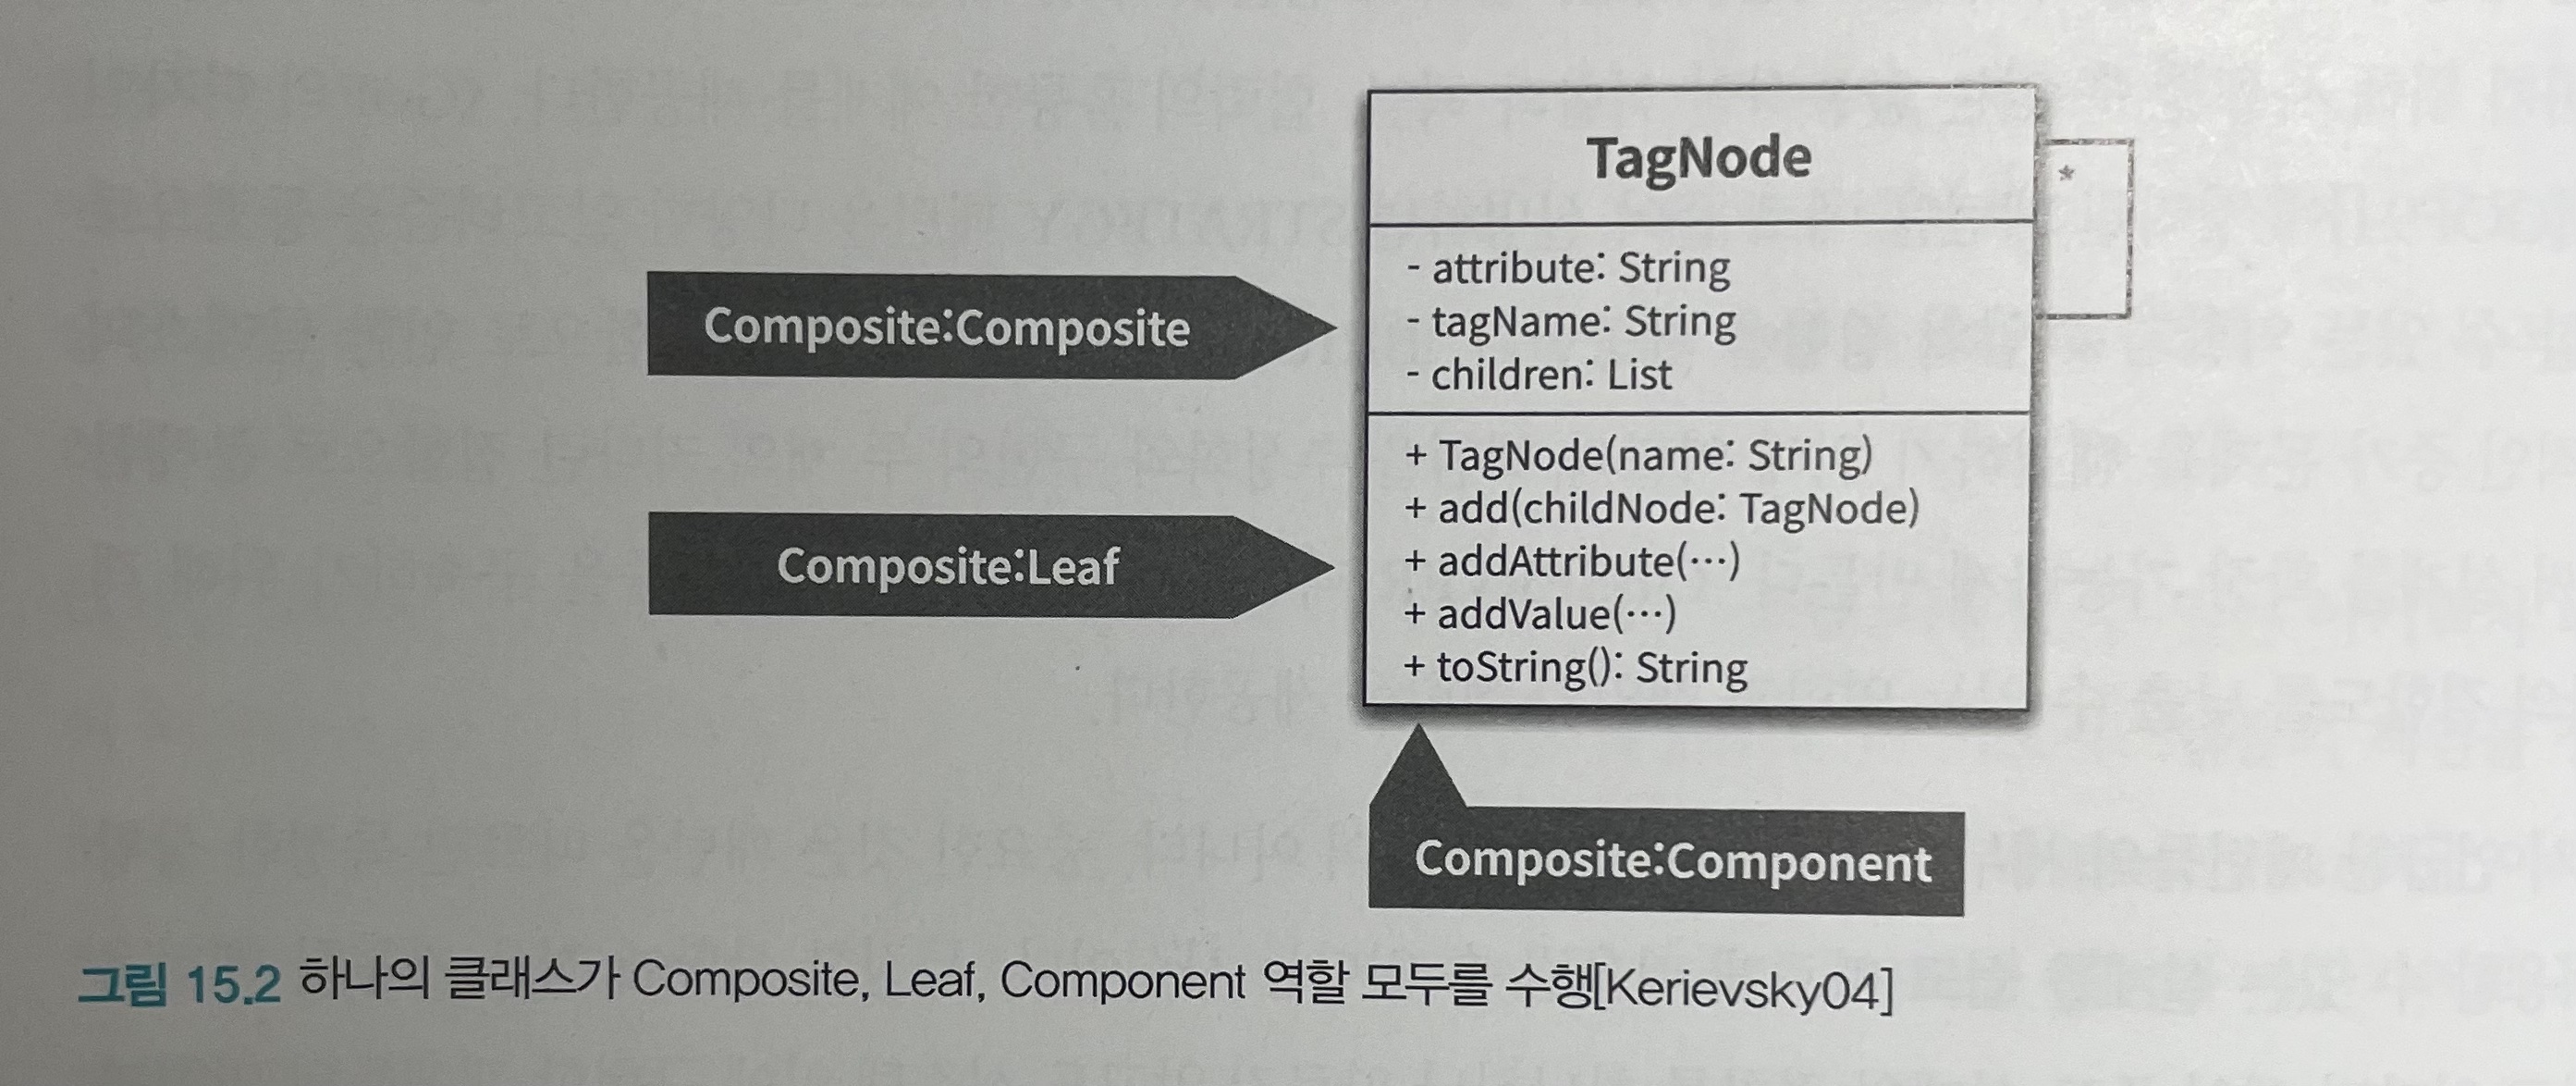 TagNode
*
- attribute: String
- tagName: String
- children: List
Composite:Composite
+ TagNode(name: String)
+ add(childNode: TagNode)
+ addAttribute(⋯)
+ addValue(⋯)
+ toString(): String
Composite:Leaf
Composite:Component
그림 15.2 하나의 클래스가 Composite, Leaf, Component 역할 모두를 수행[Kerievsky04]